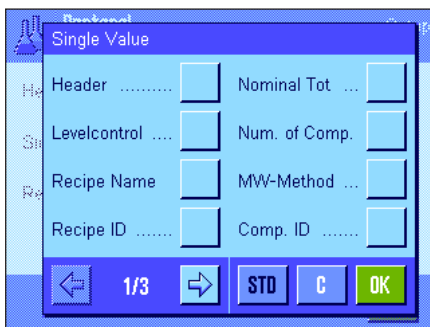 Protocol
Single Value
Header ..........
Nominal Tot ...
Levelcontrol ....
Num. of Comp.
Recipe Name
MW-Method ...
Recipe ID .......
Comp. ID .......
1/3
STD
C
OK